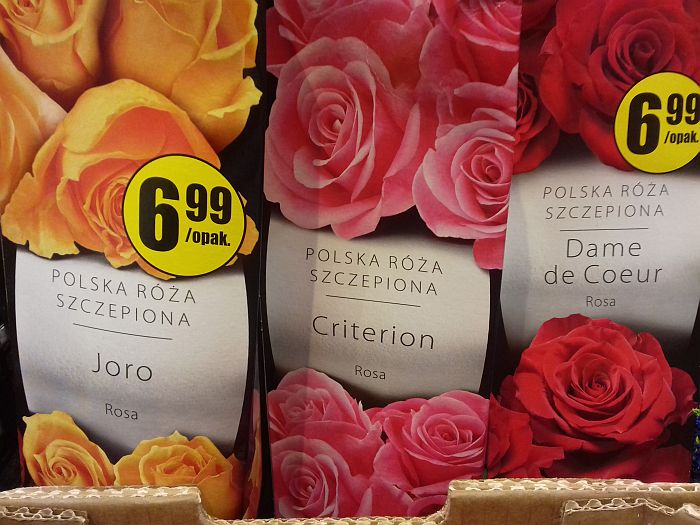 6.99
/opak.
POLSKA RÓŻA
SZCZEPIONA
Joro
Rosa
POLSKA RÓŻA
SZCZEPIONA
Criterion
Rosa
6.99
/opak.
POLSKA RÓŻA
SZCZEPIONA
Dame
de Coeur
Rosa